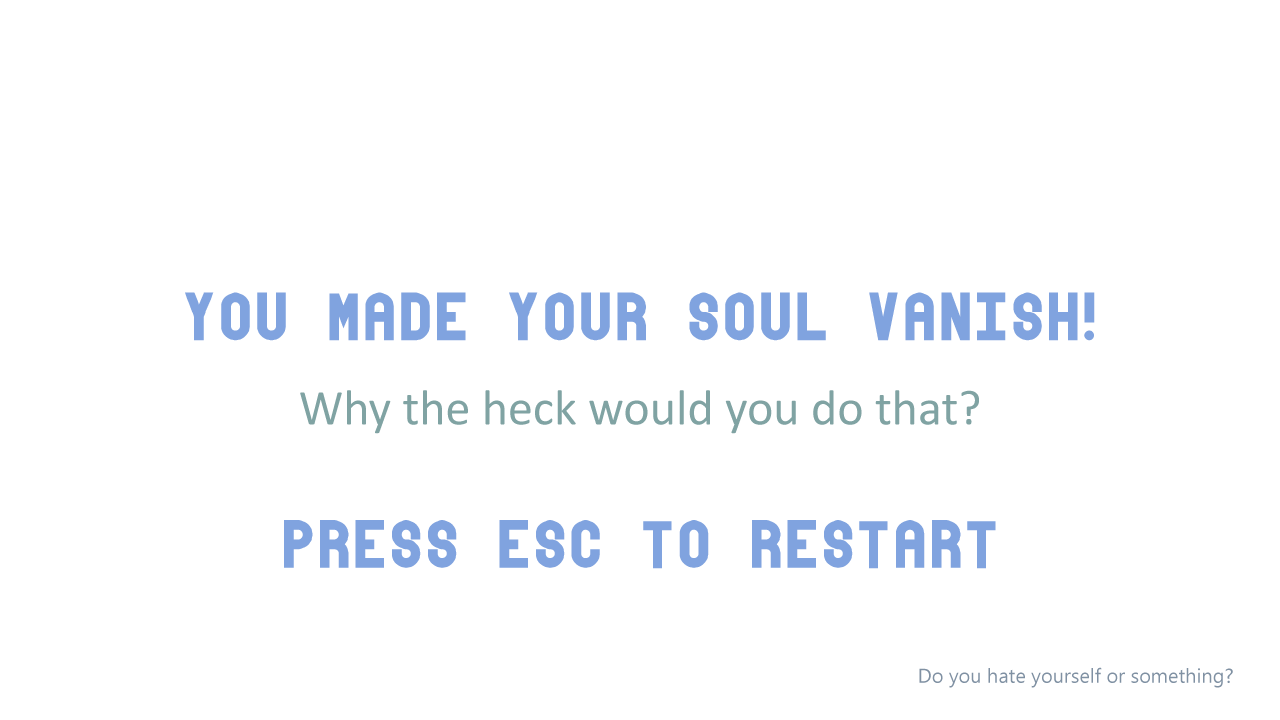 YOU MADE YOUR SOUL VANISH!
Why the heck would you do that?
PRESS ESC TO RESTART
Do you hate yourself or something?